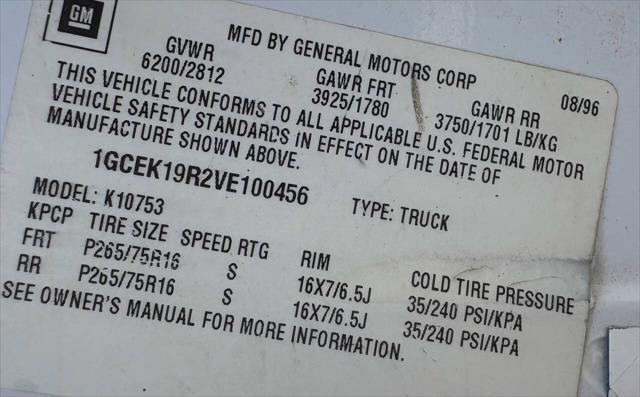 GM
MFD BY GENERAL MOTORS CORP 08/96
GVWR GAWR FRT GAWR RR
6200/2812 3925/1780 3750/1701 LB/KG
THIS VEHICLE CONFORMS TO ALL APPLICABLE U.S. FEDERAL MOTOR
VEHICLE SAFETY STANDARDS IN EFFECT ON THE DATE OF
MANUFACTURE SHOWN ABOVE.
1GCEK19R2VE100456 TYPE: TRUCK
MODEL: K10753
KPCP TIRE SIZE SPEED RTG RIM COLD TIRE PRESSURE
FRT P265/75R16 S 16X7/6.5J 35/240 PSI/KPA
RR P265/75R16 S 16X7/6.5J 35/240 PSI/KPA
SEE OWNER'S MANUAL FOR MORE INFORMATION.